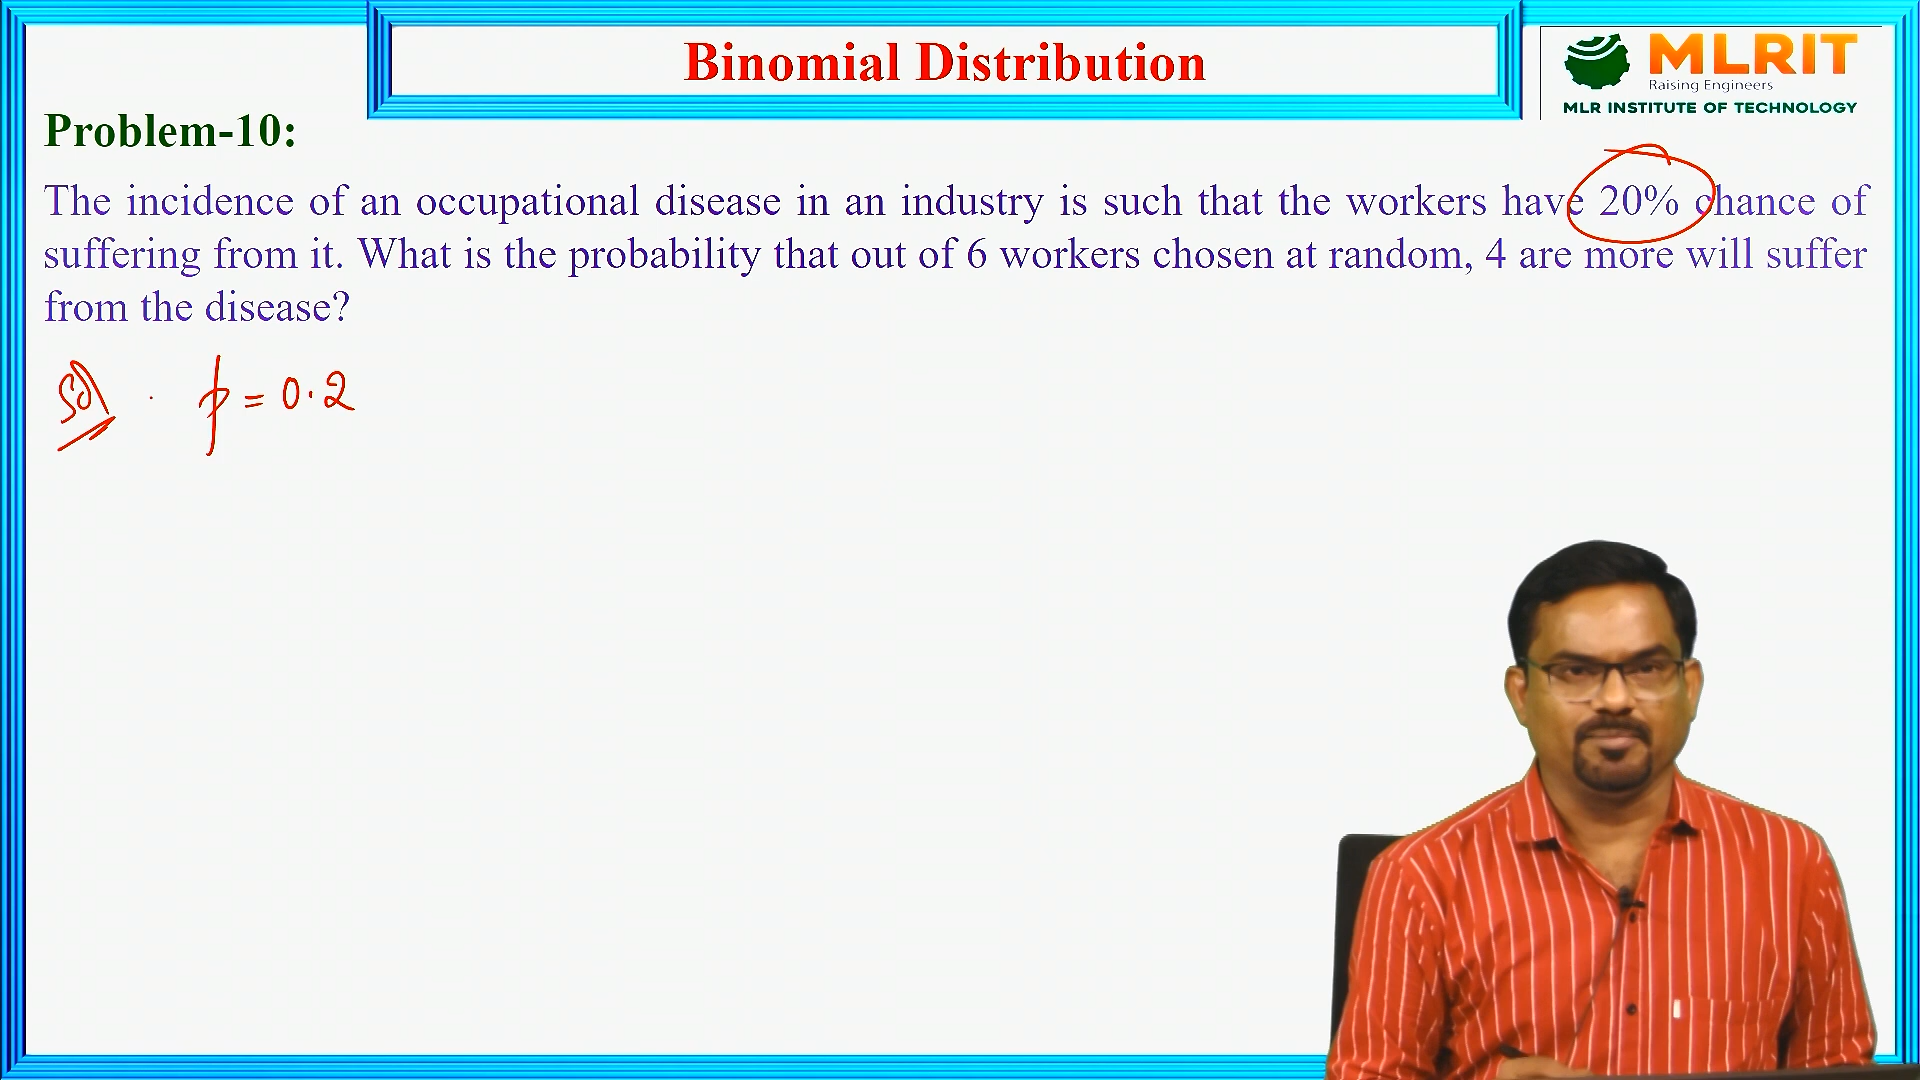 Binomial Distribution
MLRIT
Raising Engineers
MLR INSTITUTE OF TECHNOLOGY
Problem-10:
The incidence of an occupational disease in an industry is such that the workers have 20% chance of
suffering from it. What is the probability that out of 6 workers chosen at random, 4 are more will suffer
from the disease?
Sol p = 0.2